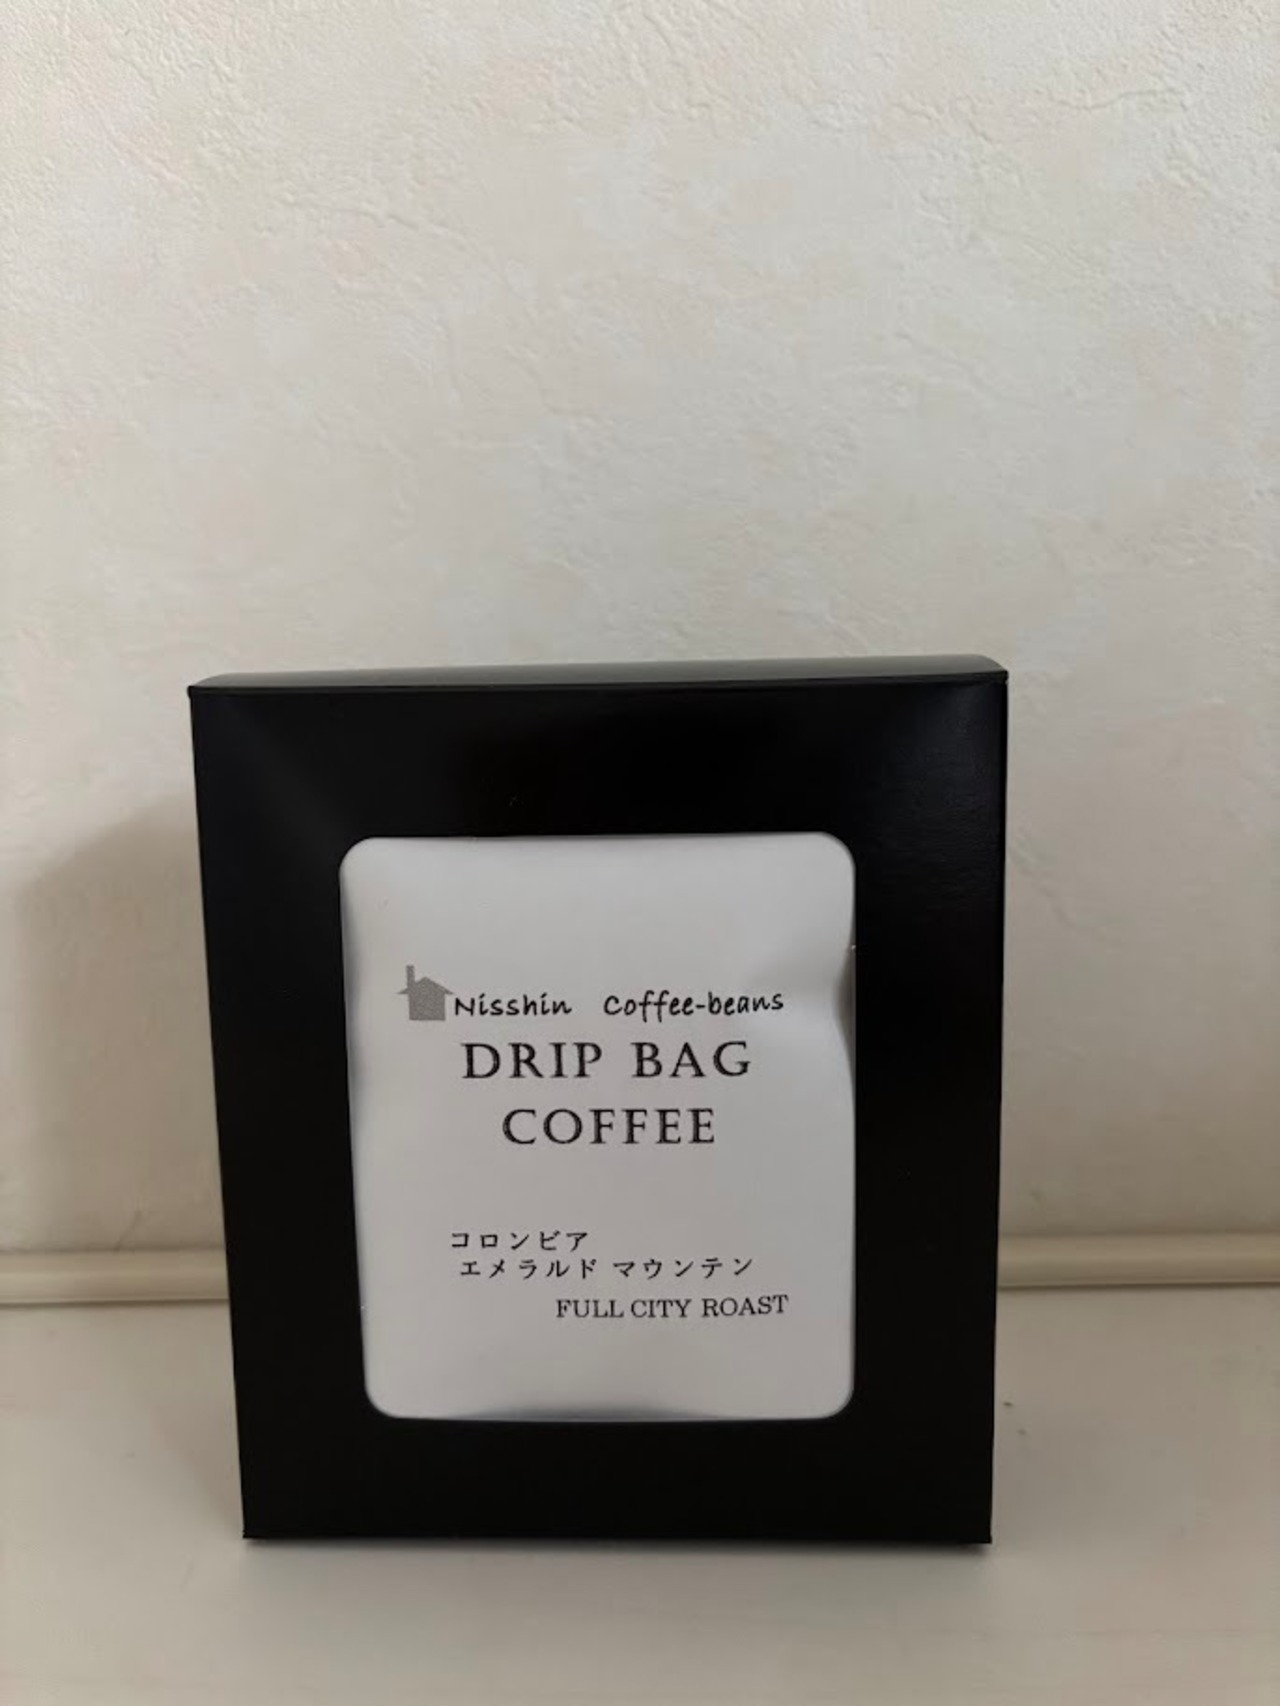 Nisshin Coffee-beans
DRIP BAG
COFFEE
コロンビア
エメラルド マウンテン
FULL CITY ROAST